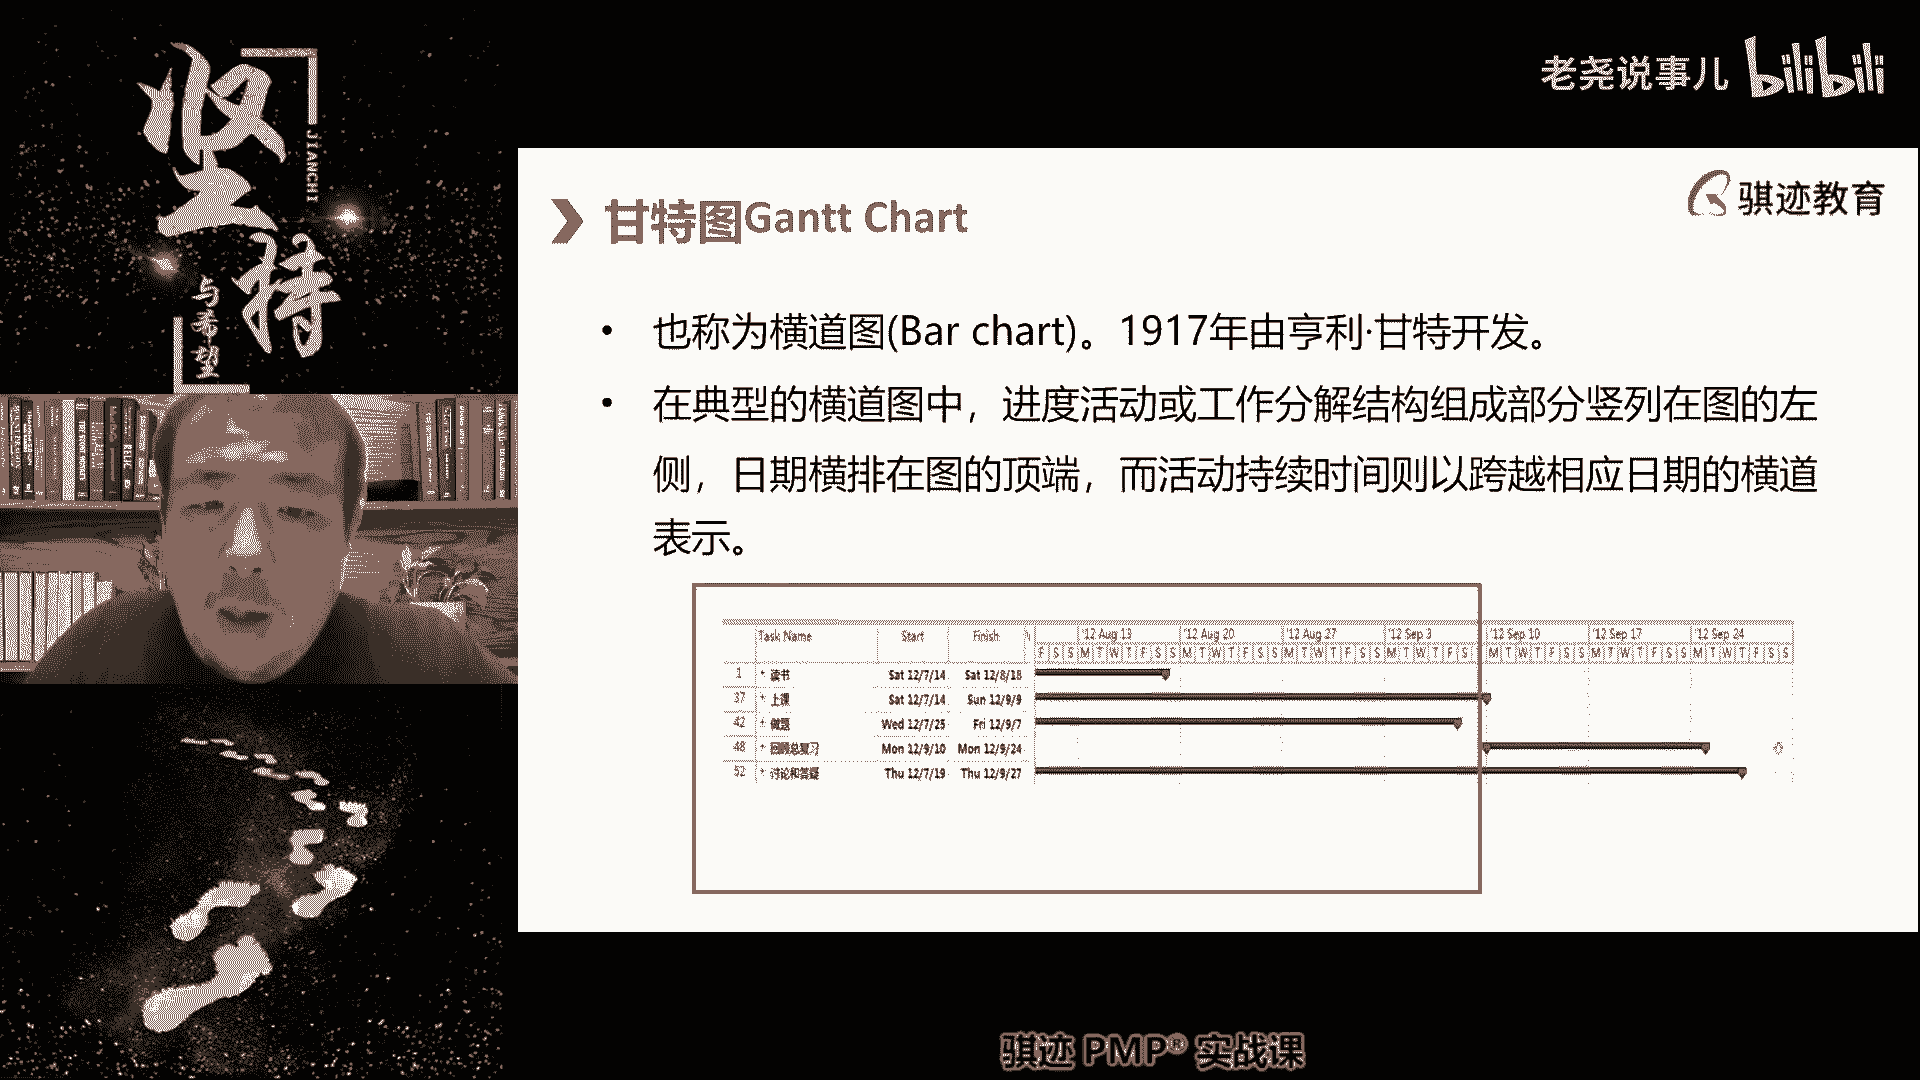 坚持
JIANCHI
与希望
老尧说事儿 bilibili
骐迹教育
甘特图Gantt Chart
• 也称为横道图(Bar chart)。1917年由亨利·甘特开发。
• 在典型的横道图中，进度活动或工作分解结构组成部分竖列在图的左
侧，日期横排在图的顶端，而活动持续时间则以跨越相应日期的横道
表示。
Task Name Start Finish '12 Aug 13 '12 Aug 20 '12 Aug 27 '12 Sep 3 '12 Sep 10 '12 Sep 17 '12 Sep 24
F S S M T W T F S S M T W T F S S M T W T F S S M T W T F S S M T W T F S S M T W T F S S M T W T F S S
1 + 读书 Sat 12/7/14 Sat 12/8/18
37 + 上课 Sat 12/7/14 Sun 12/9/9
42 + 做题 Wed 12/7/25 Fri 12/9/7
48 + 回顾总复习 Mon 12/9/10 Mon 12/9/24
52 + 讨论和答疑 Thu 12/7/19 Thu 12/9/27
骐迹 PMP® 实战课